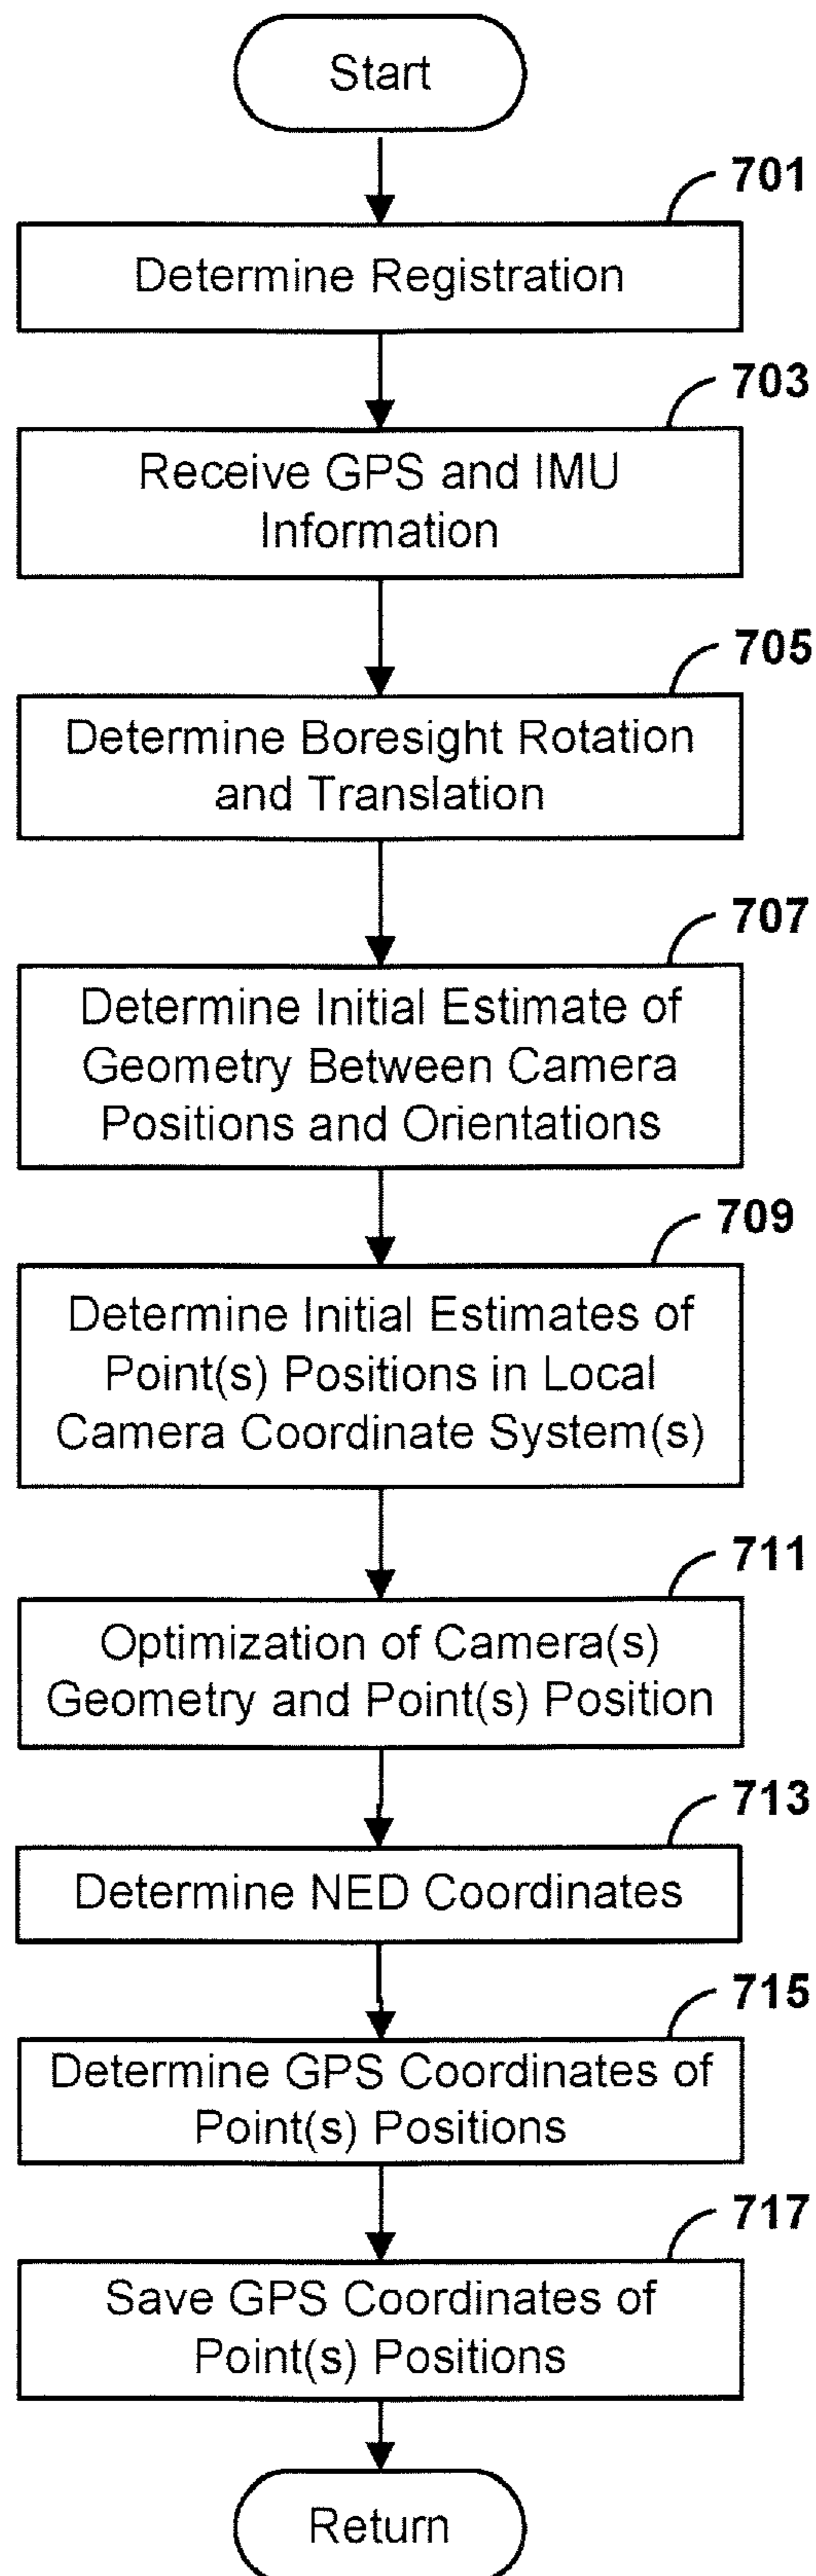 Start
701
Determine Registration
703
Receive GPS and IMU
Information
705
Determine Boresight Rotation
and Translation
707
Determine Initial Estimate of
Geometry Between Camera
Positions and Orientations
709
Determine Initial Estimates of
Point(s) Positions in Local
Camera Coordinate System(s)
711
Optimization of Camera(s)
Geometry and Point(s) Position
713
Determine NED Coordinates
715
Determine GPS Coordinates of
Point(s) Positions
717
Save GPS Coordinates of
Point(s) Positions
Return